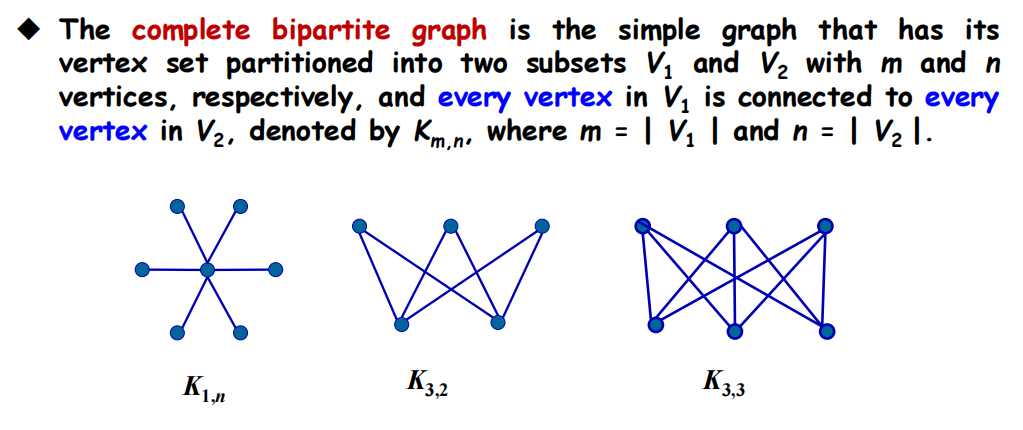 ◆ The complete bipartite graph is the simple graph that has its
vertex set partitioned into two subsets V₁ and V₂ with m and n
vertices, respectively, and every vertex in V₁ is connected to every
vertex in V₂, denoted by Kₘ,ₙ, where m = | V₁ | and n = | V₂ |.
K₁,ₙ K₃,₂ K₃,₃